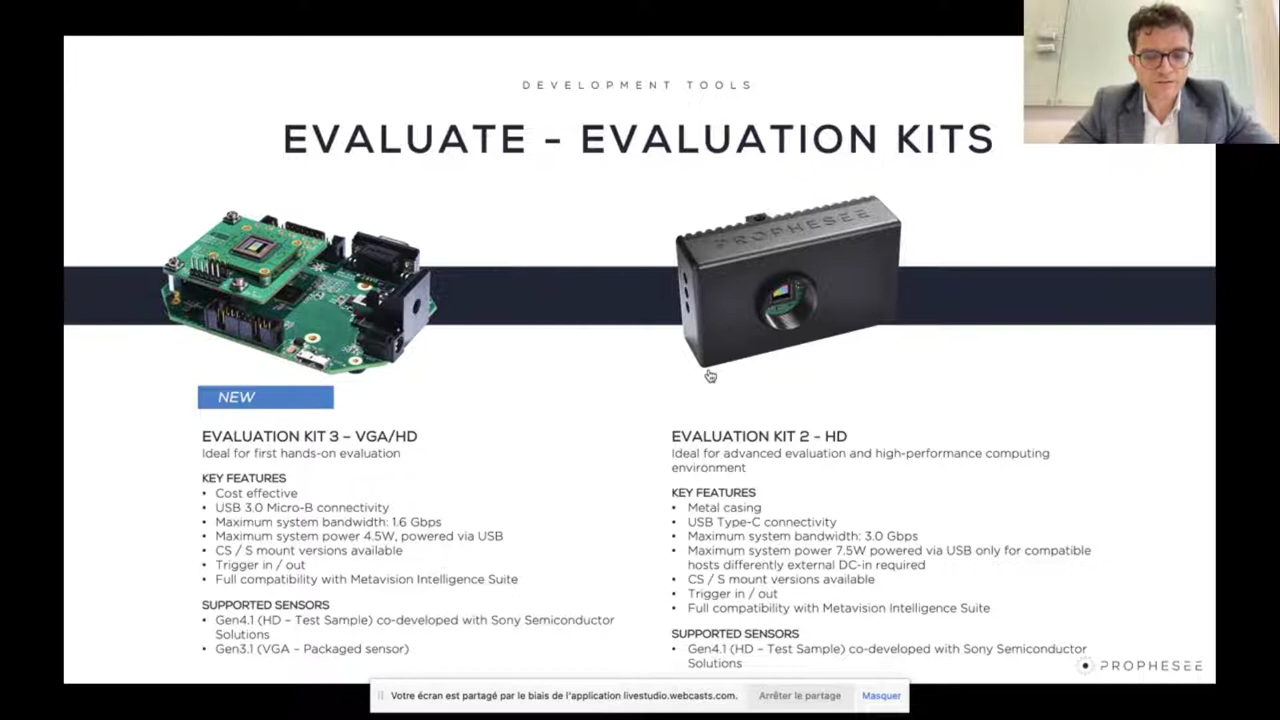 DEVELOPMENT TOOLS
EVALUATE - EVALUATION KITS
PROPHESEE
NEW
EVALUATION KIT 3 – VGA/HD
Ideal for first hands-on evaluation
KEY FEATURES
• Cost effective
• USB 3.0 Micro-B connectivity
• Maximum system bandwidth: 1.6 Gbps
• Maximum system power 4.5W, powered via USB
• CS / S mount versions available
• Trigger in / out
• Full compatibility with Metavision Intelligence Suite
SUPPORTED SENSORS
• Gen4.1 (HD – Test Sample) co-developed with Sony Semiconductor
Solutions
• Gen3.1 (VGA – Packaged sensor)
EVALUATION KIT 2 - HD
Ideal for advanced evaluation and high-performance computing
environment
KEY FEATURES
• Metal casing
• USB Type-C connectivity
• Maximum system bandwidth: 3.0 Gbps
• Maximum system power 7.5W powered via USB only for compatible
hosts differently external DC-in required
• CS / S mount versions available
• Trigger in / out
• Full compatibility with Metavision Intelligence Suite
SUPPORTED SENSORS
• Gen4.1 (HD – Test Sample) co-developed with Sony Semiconductor
Solutions
PROPHESEE
Votre écran est partagé par le biais de l'application livestudio.webcasts.com.
Arrêter le partage
Masquer